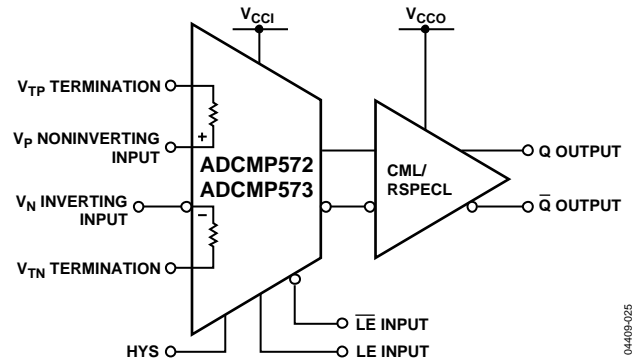 VCCI
VCCO
VTP TERMINATION
VP NONINVERTING
INPUT
+
ADCMP572
ADCMP573
CML/
RSPECL
Q OUTPUT
Q̅ OUTPUT
VN INVERTING
INPUT
–
VTN TERMINATION
L̅E̅ INPUT
LE INPUT
HYS
04409-025